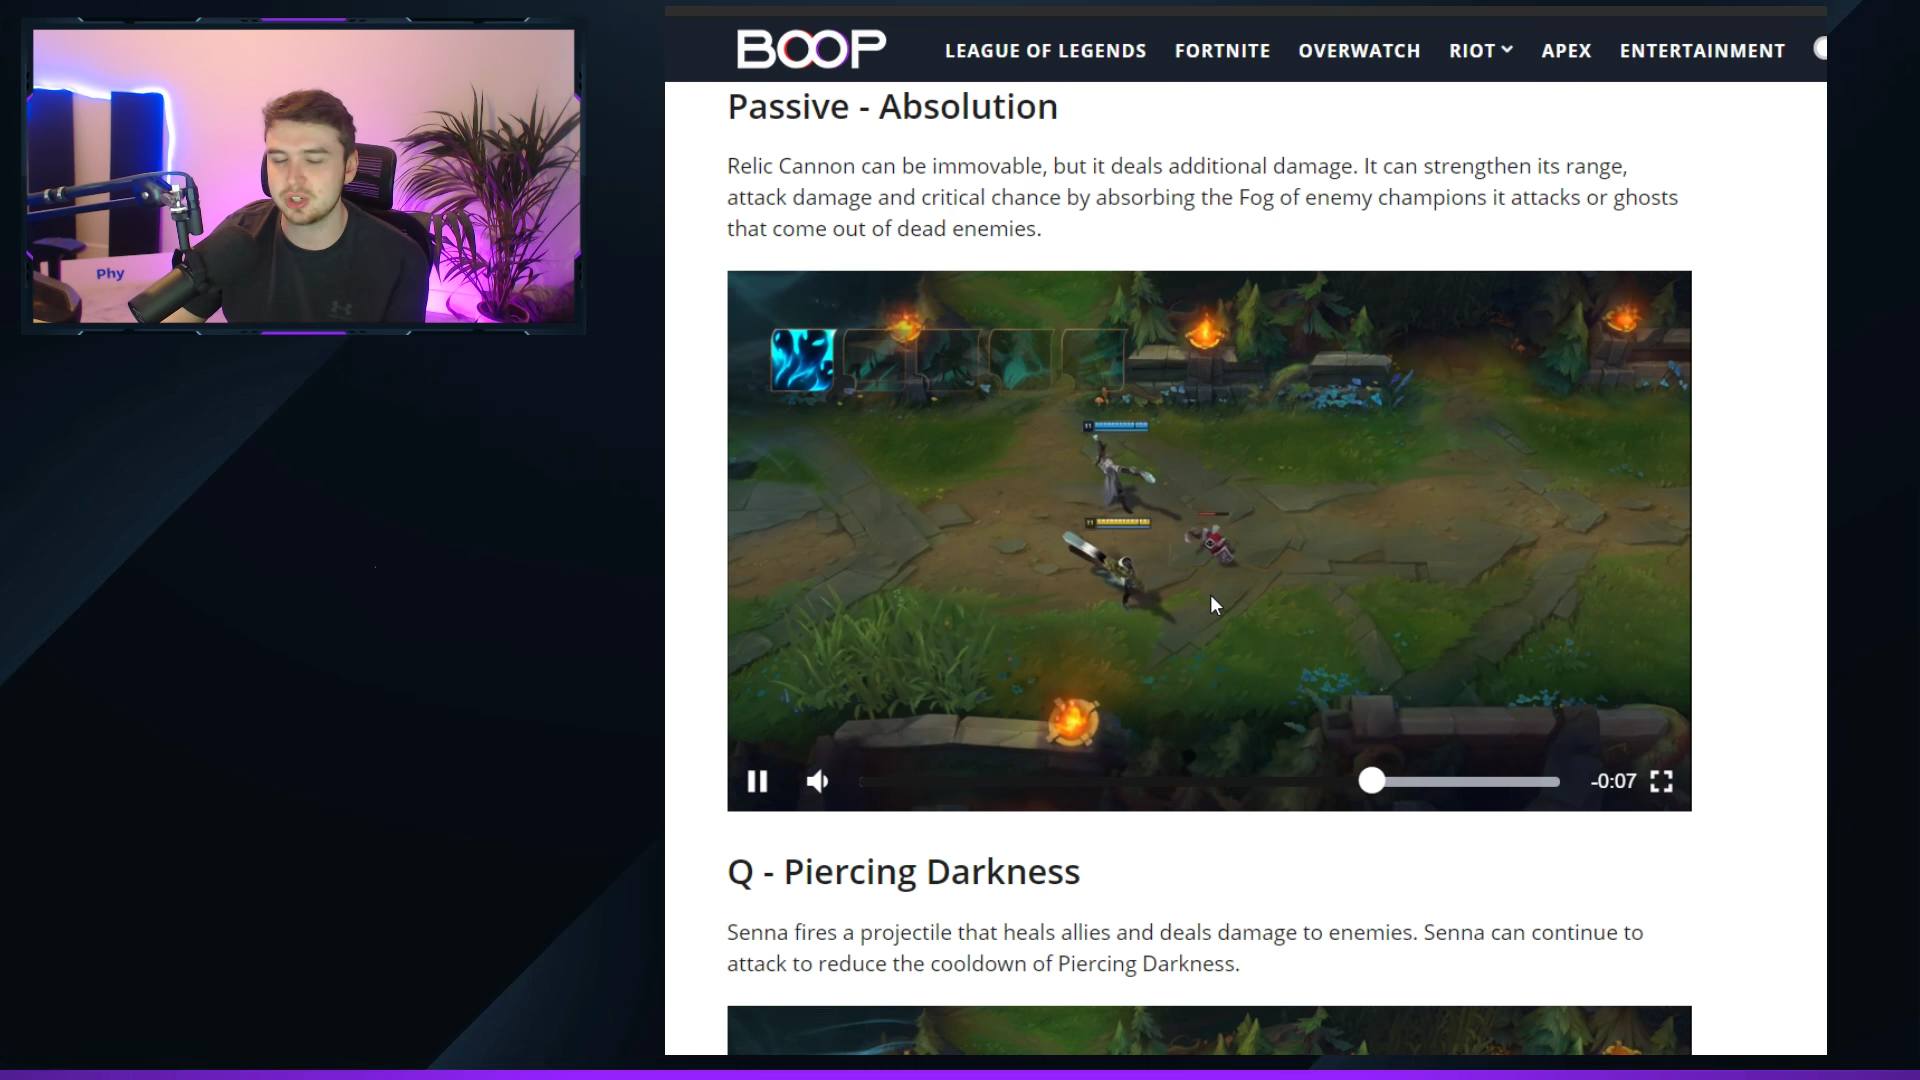 BOOP
LEAGUE OF LEGENDS FORTNITE OVERWATCH RIOT APEX ENTERTAINMENT
Passive - Absolution
Relic Cannon can be immovable, but it deals additional damage. It can strengthen its range,
attack damage and critical chance by absorbing the Fog of enemy champions it attacks or ghosts
that come out of dead enemies.
Phy
11
11
-0:07
Q - Piercing Darkness
Senna fires a projectile that heals allies and deals damage to enemies. Senna can continue to
attack to reduce the cooldown of Piercing Darkness.